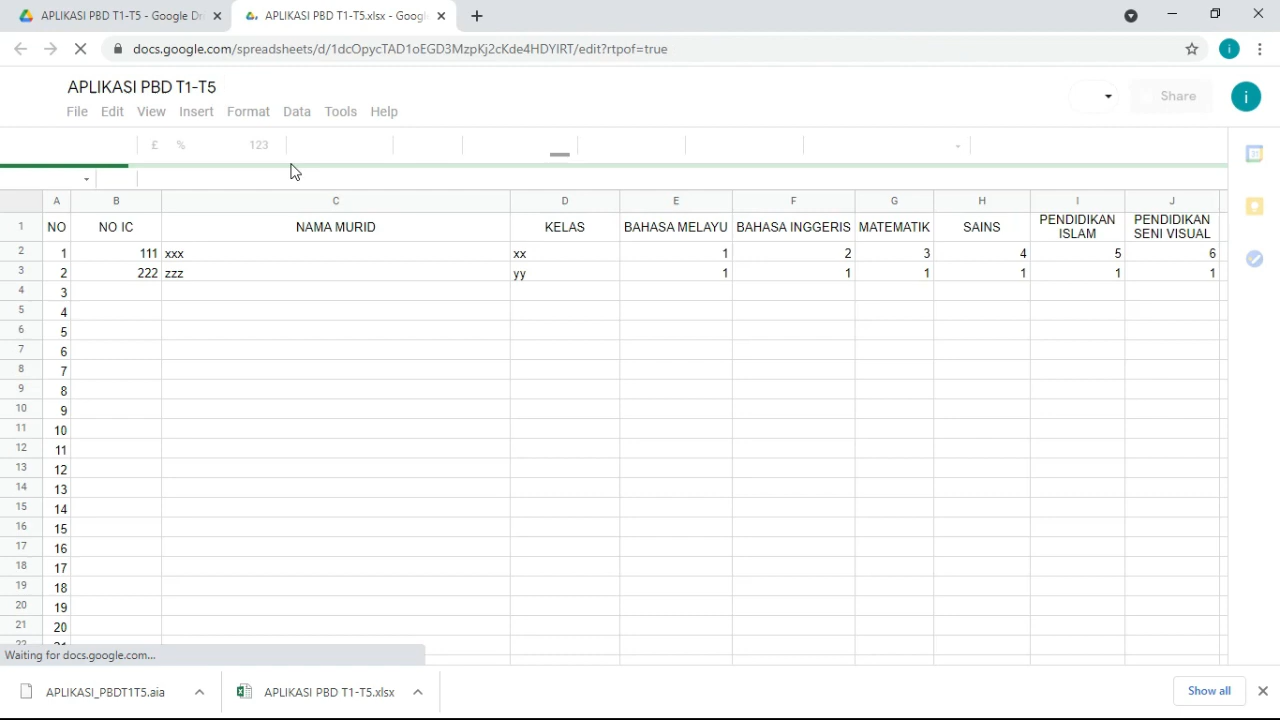 APLIKASI PBD T1-T5 - Google Dri
APLIKASI PBD T1-T5.xlsx - Googl
docs.google.com/spreadsheets/d/1dcOpycTAD1oEGD3MzpKj2cKde4HDYIRT/edit?rtpof=true
i
APLIKASI PBD T1-T5
File Edit View Insert Format Data Tools Help
Share
i
£ % 123
31
A B C D E F G H I J
1 NO NO IC NAMA MURID KELAS BAHASA MELAYU BAHASA INGGERIS MATEMATIK SAINS PENDIDIKAN ISLAM PENDIDIKAN SENI VISUAL
2 1 111 xxx xx 1 2 3 4 5 6
3 2 222 zzz yy 1 1 1 1 1 1
4 3
5 4
6 5
7 6
8 7
9 8
10 9
11 10
12 11
13 12
14 13
15 14
16 15
17 16
18 17
19 18
20 19
21 20
22 21
Waiting for docs.google.com...
APLIKASI_PBDT1T5.aia
APLIKASI PBD T1-T5.xlsx
Show all